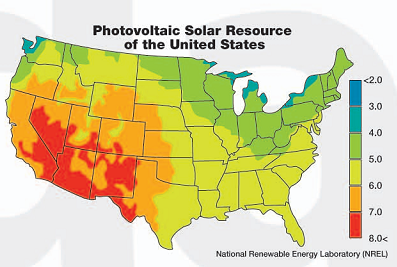 Photovoltaic Solar Resource
of the United States
<2.0
3.0
4.0
5.0
6.0
7.0
8.0<
National Renewable Energy Laboratory (NREL)